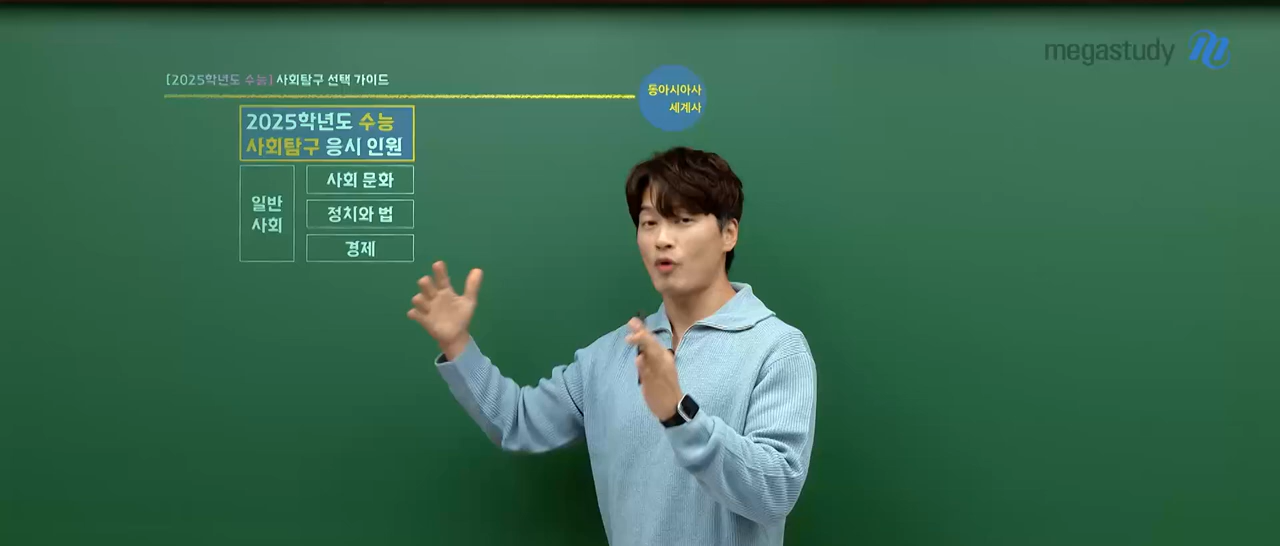 megastudy
[2025학년도 수능] 사회탐구 선택 가이드
동아시아사
세계사
2025학년도 수능
사회탐구 응시 인원
일반
사회
사회 문화
정치와 법
경제